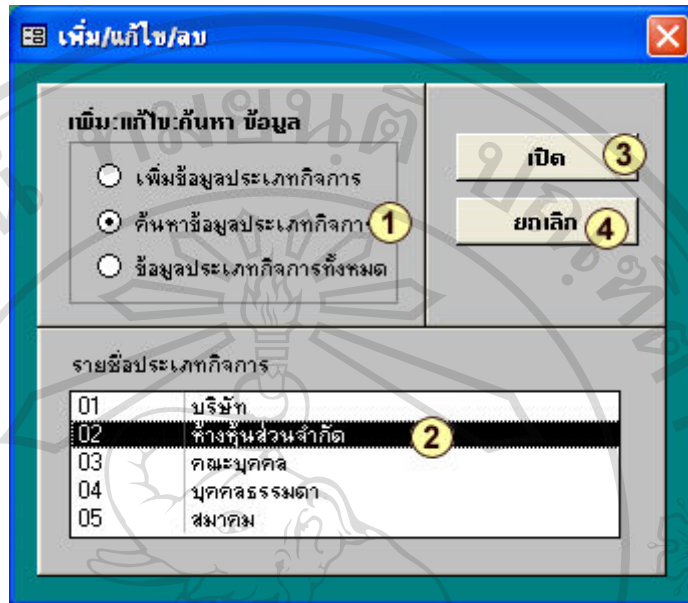 เพิ่ม/แก้ไข/ลบ
เพิ่ม:แก้ไข:ค้นหา ข้อมูล
เพิ่มข้อมูลประเภทกิจการ
ค้นหาข้อมูลประเภทกิจกา 1
ข้อมูลประเภทกิจการทั้งหมด
เปิด 3
ยกเลิก 4
รายชื่อประเภทกิจการ
01 บริษัท
02 ห้างหุ้นส่วนจำกัด 2
03 คณะบุคคล
04 บุคคลธรรมดา
05 สมาคม